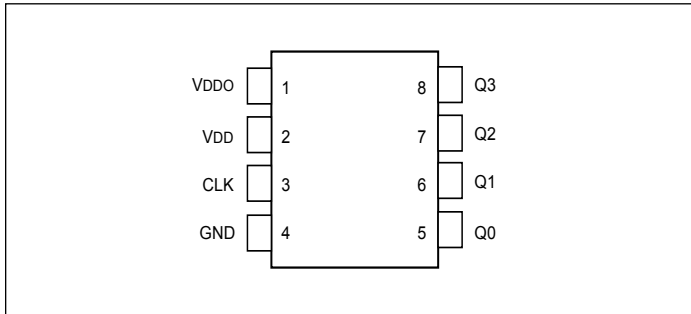 VDDO 1 8 Q3
VDD 2 7 Q2
CLK 3 6 Q1
GND 4 5 Q0